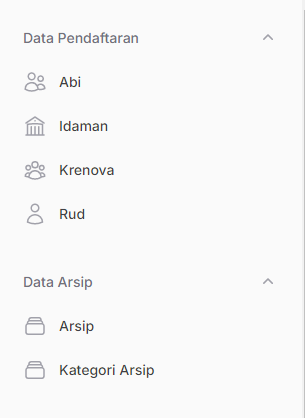 Data Pendaftaran
Abi
Idaman
Krenova
Rud
Data Arsip
Arsip
Kategori Arsip